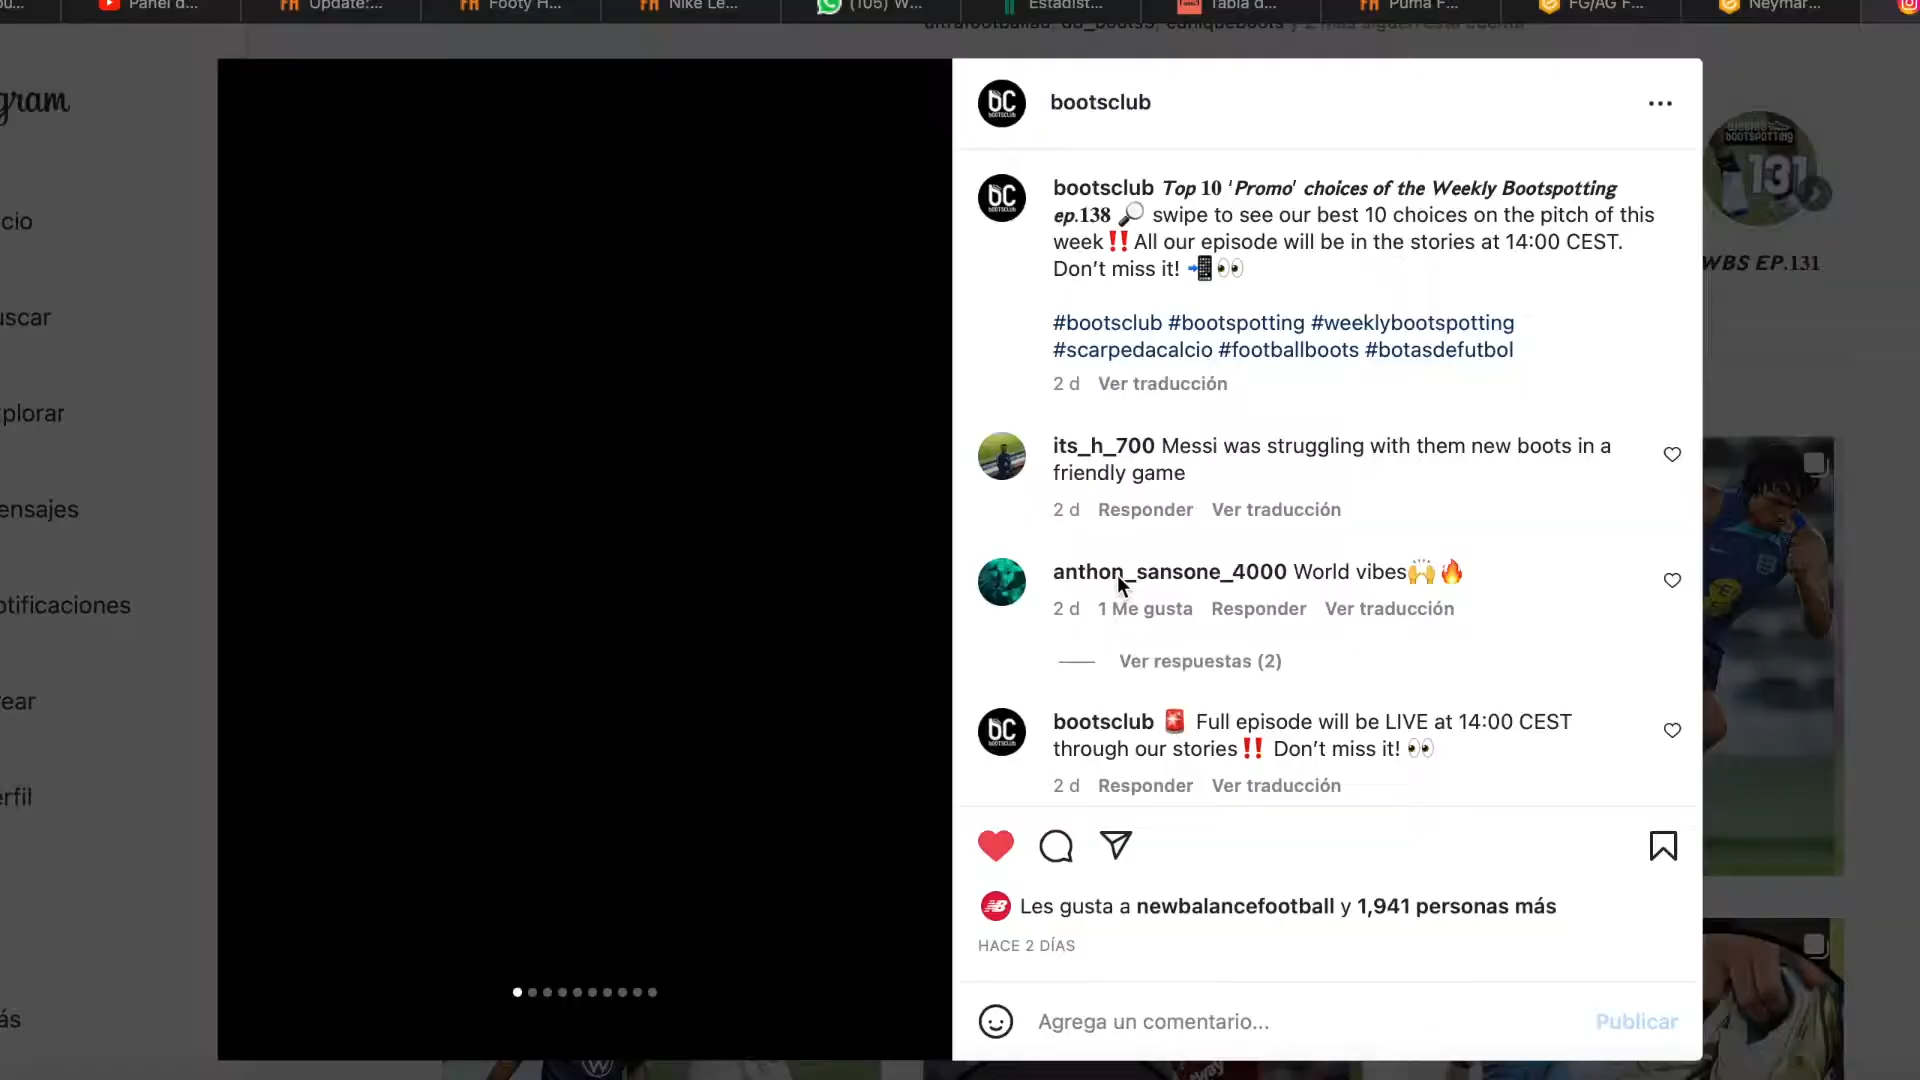 Panel d...
Update:...
Footy H...
Nike Le...
(105) W...
Estadíst...
Tabla d...
Puma F...
FG/AG F...
Neymar...
gram
bootsclub
bootsclub Top 10 'Promo' choices of the Weekly Bootspotting
ep.138 🔎 swipe to see our best 10 choices on the pitch of this
week‼️All our episode will be in the stories at 14:00 CEST.
Don't miss it! 📲👀
#bootsclub #bootspotting #weeklybootspotting
#scarpedacalcio #footballboots #botasdefutbol
2 d Ver traducción
its_h_700 Messi was struggling with them new boots in a
friendly game
2 d Responder Ver traducción
anthon_sansone_4000 World vibes🙌🔥
2 d 1 Me gusta Responder Ver traducción
Ver respuestas (2)
bootsclub 🚨 Full episode will be LIVE at 14:00 CEST
through our stories‼️ Don't miss it! 👀
2 d Responder Ver traducción
Les gusta a newbalancefootball y 1,941 personas más
HACE 2 DÍAS
Agrega un comentario...
Publicar
cio
uscar
plorar
ensajes
otificaciones
rear
erfil
ás
WEEKLY
BOOTSPOTTING
131
WBS EP.131